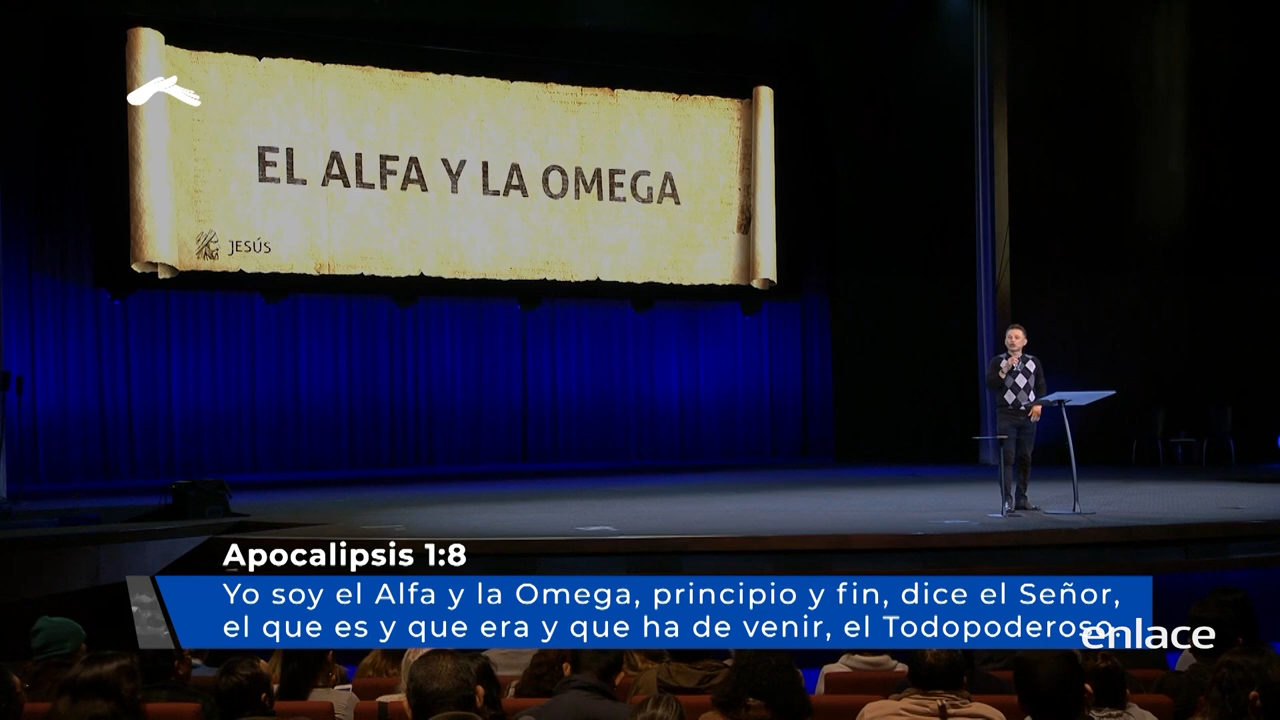 EL ALFA Y LA OMEGA
JESÚS
Apocalipsis 1:8
Yo soy el Alfa y la Omega, principio y fin, dice el Señor,
el que es y que era y que ha de venir, el Todopoderoso.
enlace